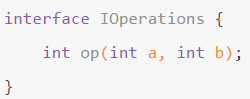 interface IOperations {
int op(int a, int b);
}